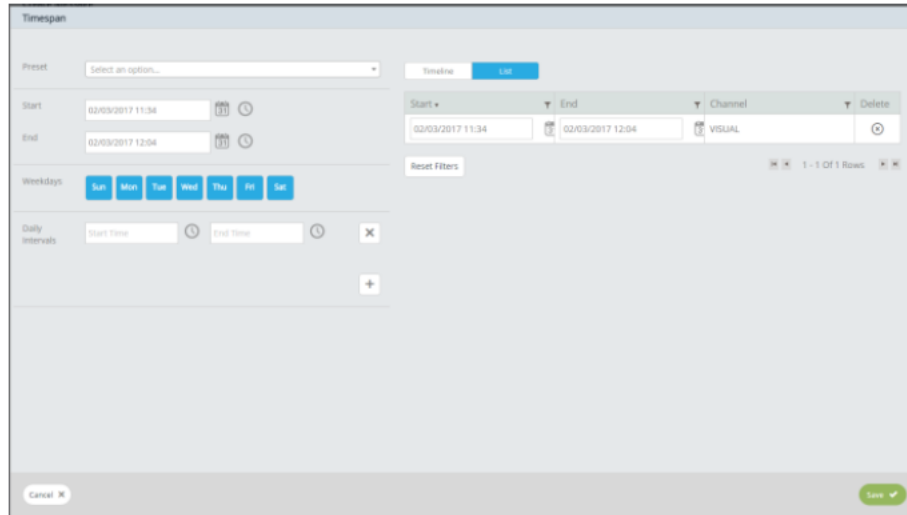 Timespan
Preset
Select an option...
Start
02/03/2017 11:34
31
End
02/03/2017 12:04
31
Weekdays
Sun Mon Tue Wed Thu Fri Sat
Daily Intervals
Start Time
End Time
Timeline List
Start End Channel Delete
02/03/2017 11:34 02/03/2017 12:04 VISUAL
Reset Filters
1 - 1 Of 1 Rows
Cancel
Save